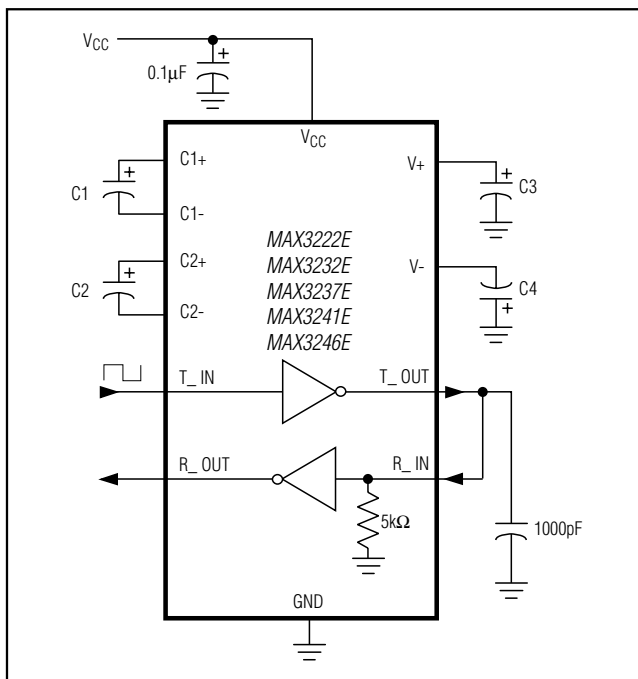 VCC
0.1μF
VCC
C1+
C1
C1-
C2+
C2
C2-
MAX3222E
MAX3232E
MAX3237E
MAX3241E
MAX3246E
V+
C3
V-
C4
T_ IN
T_ OUT
R_ OUT
R_ IN
5kΩ
1000pF
GND